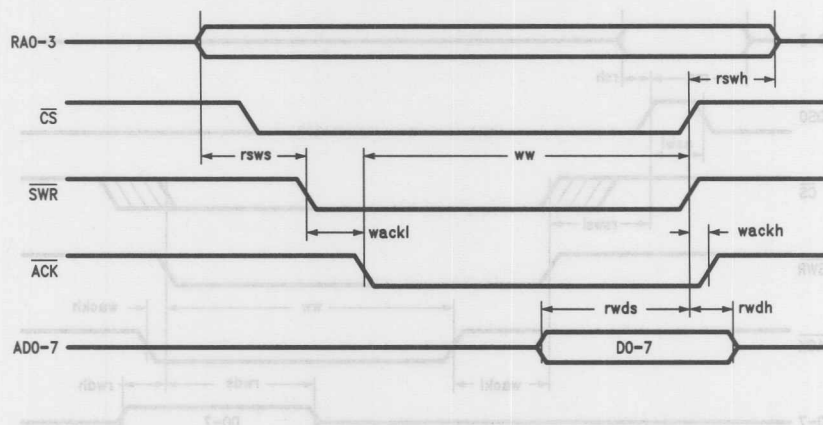 RA0-3
rswh
CS
rsws
ww
SWR
wackl
wackh
ACK
rwds
rwdh
AD0-7
D0-7